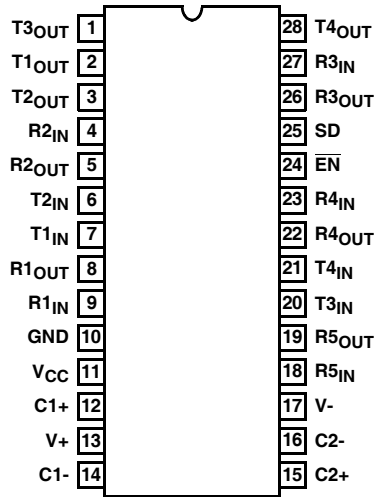 T3OUT 1 28 T4OUT
T1OUT 2 27 R3IN
T2OUT 3 26 R3OUT
R2IN 4 25 SD
R2OUT 5 24 EN
T2IN 6 23 R4IN
T1IN 7 22 R4OUT
R1OUT 8 21 T4IN
R1IN 9 20 T3IN
GND 10 19 R5OUT
VCC 11 18 R5IN
C1+ 12 17 V-
V+ 13 16 C2-
C1- 14 15 C2+